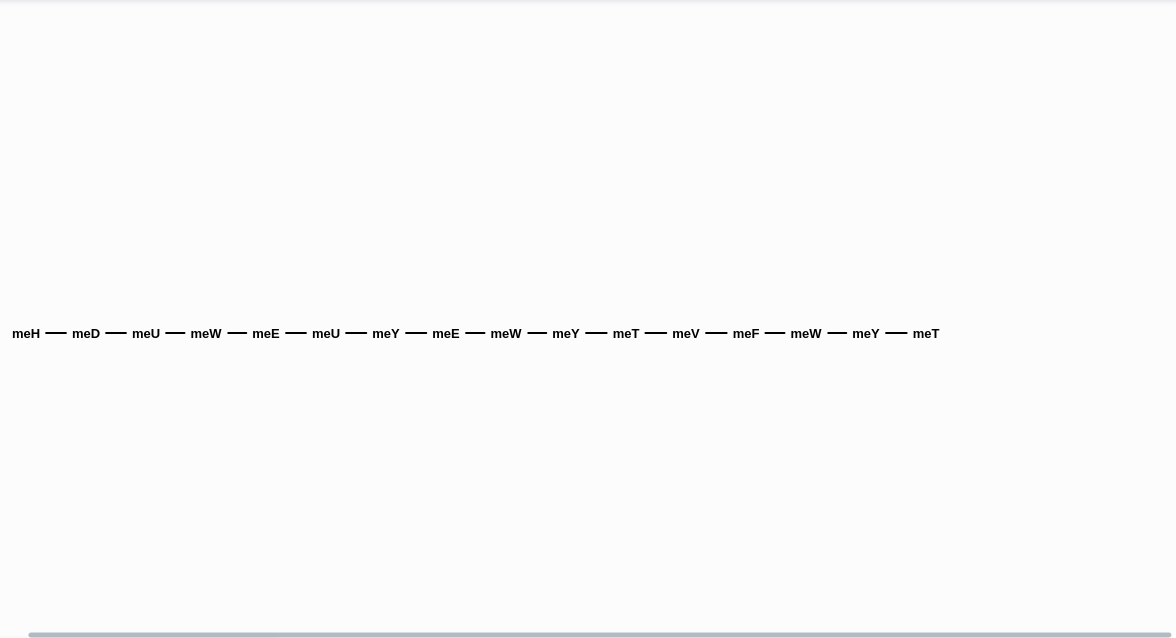 meH — meD — meU — meW — meE — meU — meY — meE — meW — meY — meT — meV — meF — meW — meY — meT